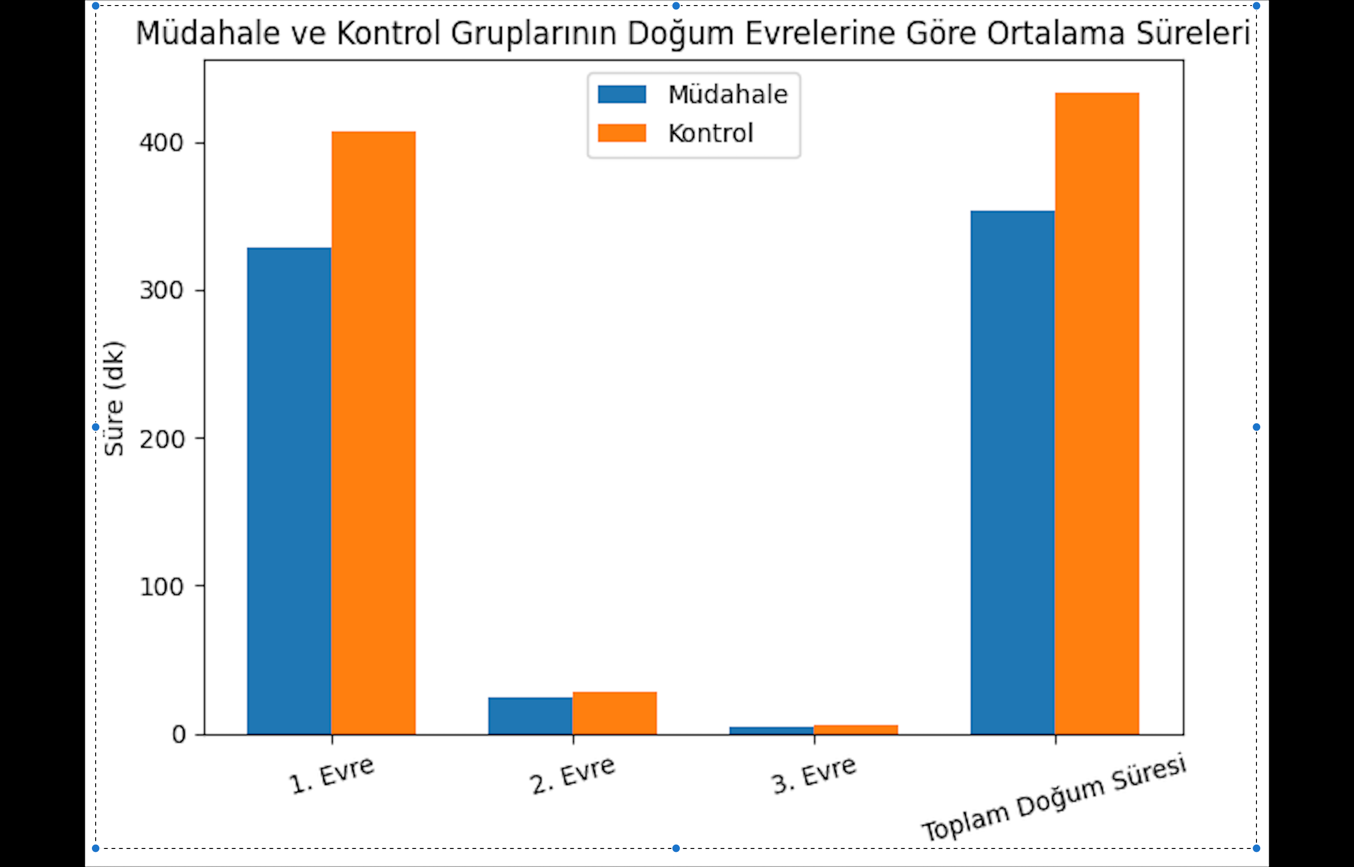 Müdahale ve Kontrol Gruplarının Doğum Evrelerine Göre Ortalama Süreleri
Müdahale
Kontrol
Süre (dk)
400
300
200
100
0
1. Evre
2. Evre
3. Evre
Toplam Doğum Süresi